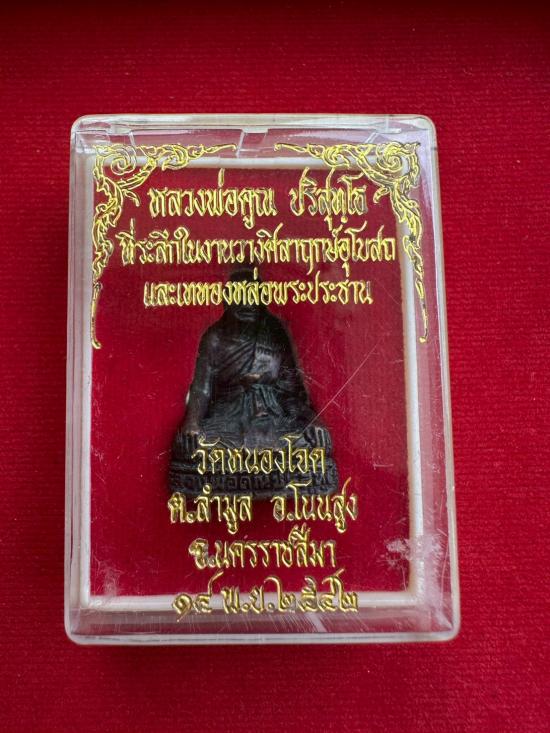 หลวงพ่อคูณ ปริสุทฺโธ
ที่ระลึกในงานวางศิลาฤกษ์อุโบสถ
และเททองหล่อพระประธาน
วัดหนองโจด
ต.ลำมูล อ.โนนสูง
จ.นครราชสีมา
๑๔ พ.ย.๒๕๔๒